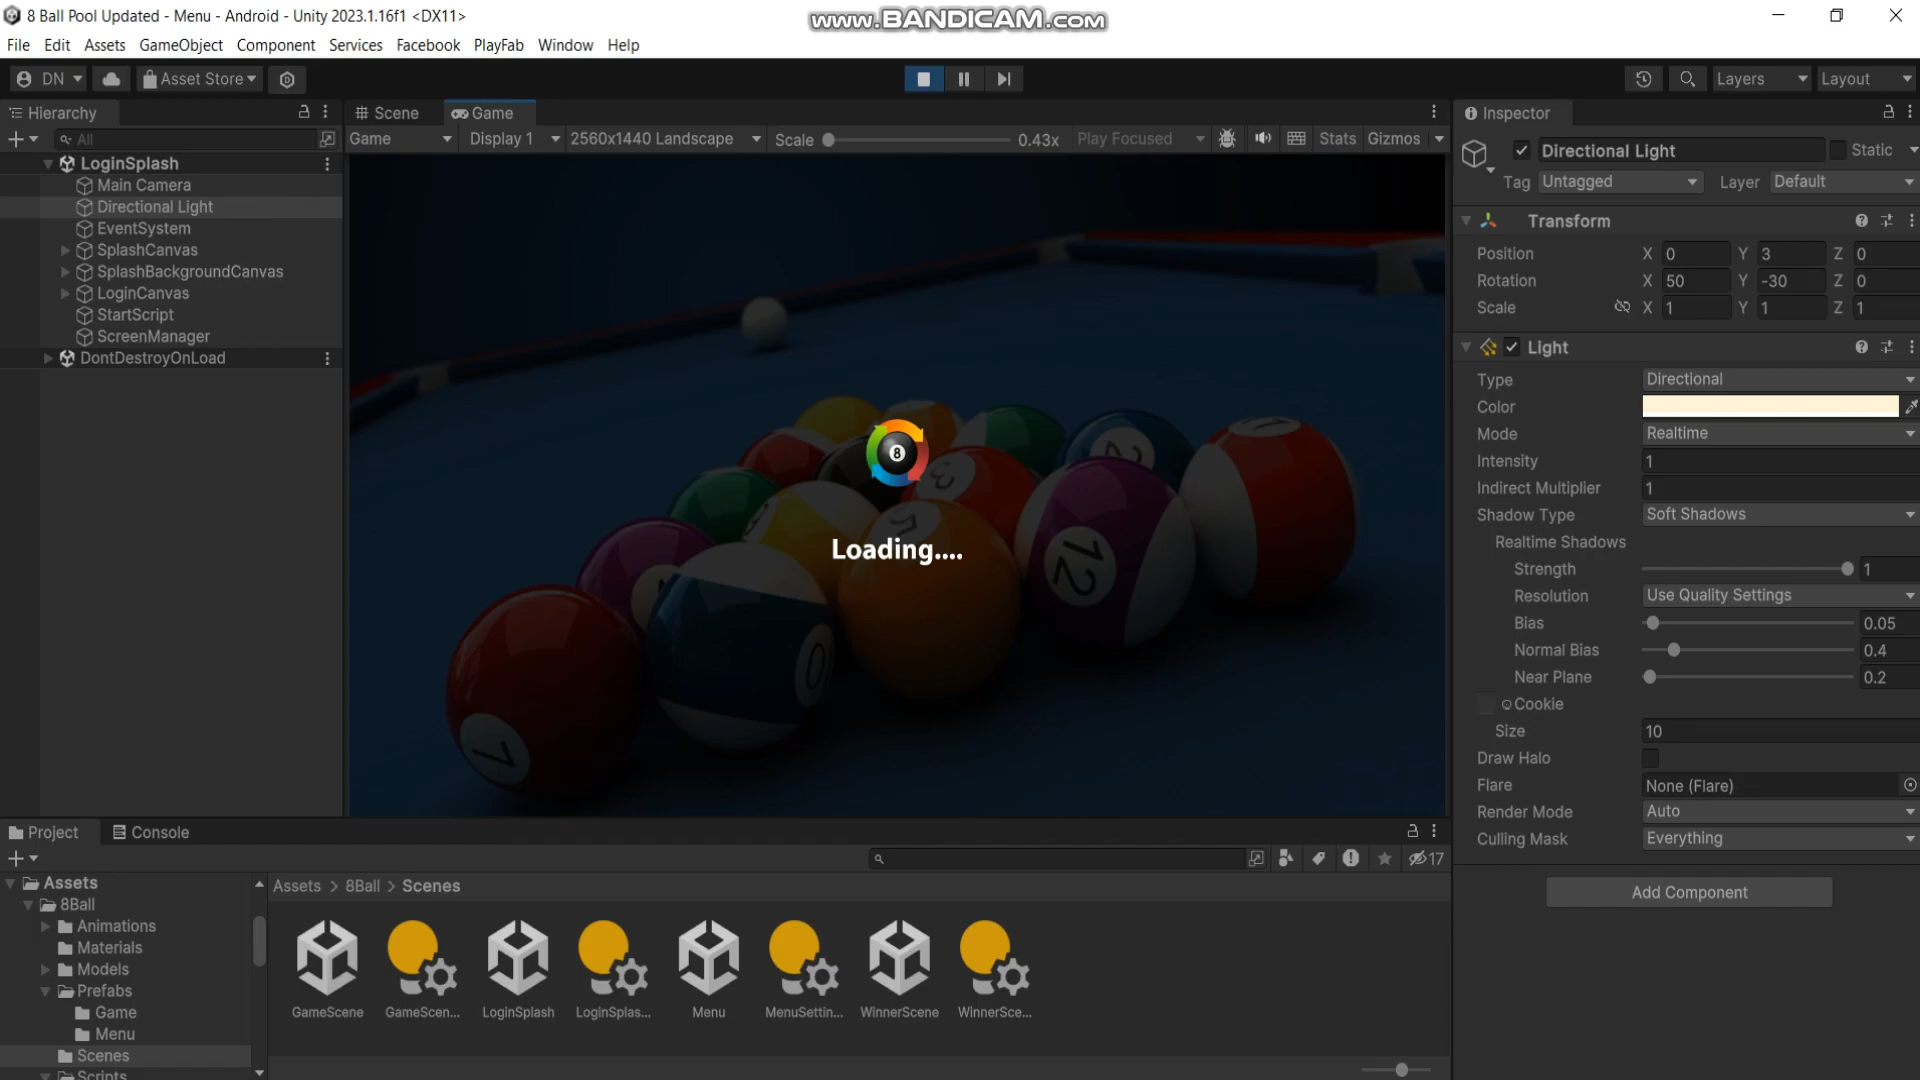 8 Ball Pool Updated - Menu - Android - Unity 2023.1.16f1 <DX11>
www.BANDICAM.com
File Edit Assets GameObject Component Services Facebook PlayFab Window Help
DN Asset Store Layers Layout
Hierarchy
All
LoginSplash
Main Camera
Directional Light
EventSystem
SplashCanvas
SplashBackgroundCanvas
LoginCanvas
StartScript
ScreenManager
DontDestroyOnLoad
Scene Game
Game Display 1 2560x1440 Landscape Scale 0.43x Play Focused Stats Gizmos
8
3
2
1
12
7
0
Loading....
Inspector
Directional Light Static
Tag Untagged Layer Default
Transform
Position X 0 Y 3 Z 0
Rotation X 50 Y -30 Z 0
Scale X 1 Y 1 Z 1
Light
Type Directional
Color
Mode Realtime
Intensity 1
Indirect Multiplier 1
Shadow Type Soft Shadows
Realtime Shadows
Strength 1
Resolution Use Quality Settings
Bias 0.05
Normal Bias 0.4
Near Plane 0.2
Cookie
Size 10
Draw Halo
Flare None (Flare)
Render Mode Auto
Culling Mask Everything
Add Component
Project Console
17
Assets
8Ball
Animations
Materials
Models
Prefabs
Game
Menu
Scenes
Scripts
Assets > 8Ball > Scenes
GameScene GameScen... LoginSplash LoginSplas... Menu MenuSettin... WinnerScene WinnerSce...